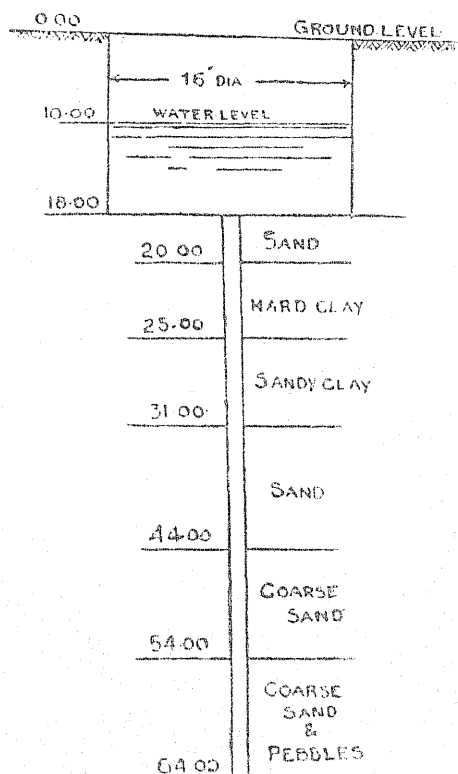 0.00 GROUND LEVEL
16" DIA
10.00 WATER LEVEL
18.00
SAND
20.00
HARD CLAY
25.00
SANDY CLAY
31.00
SAND
44.00
COARSE
SAND
54.00
COARSE
SAND
&
PEBBLES
64.00